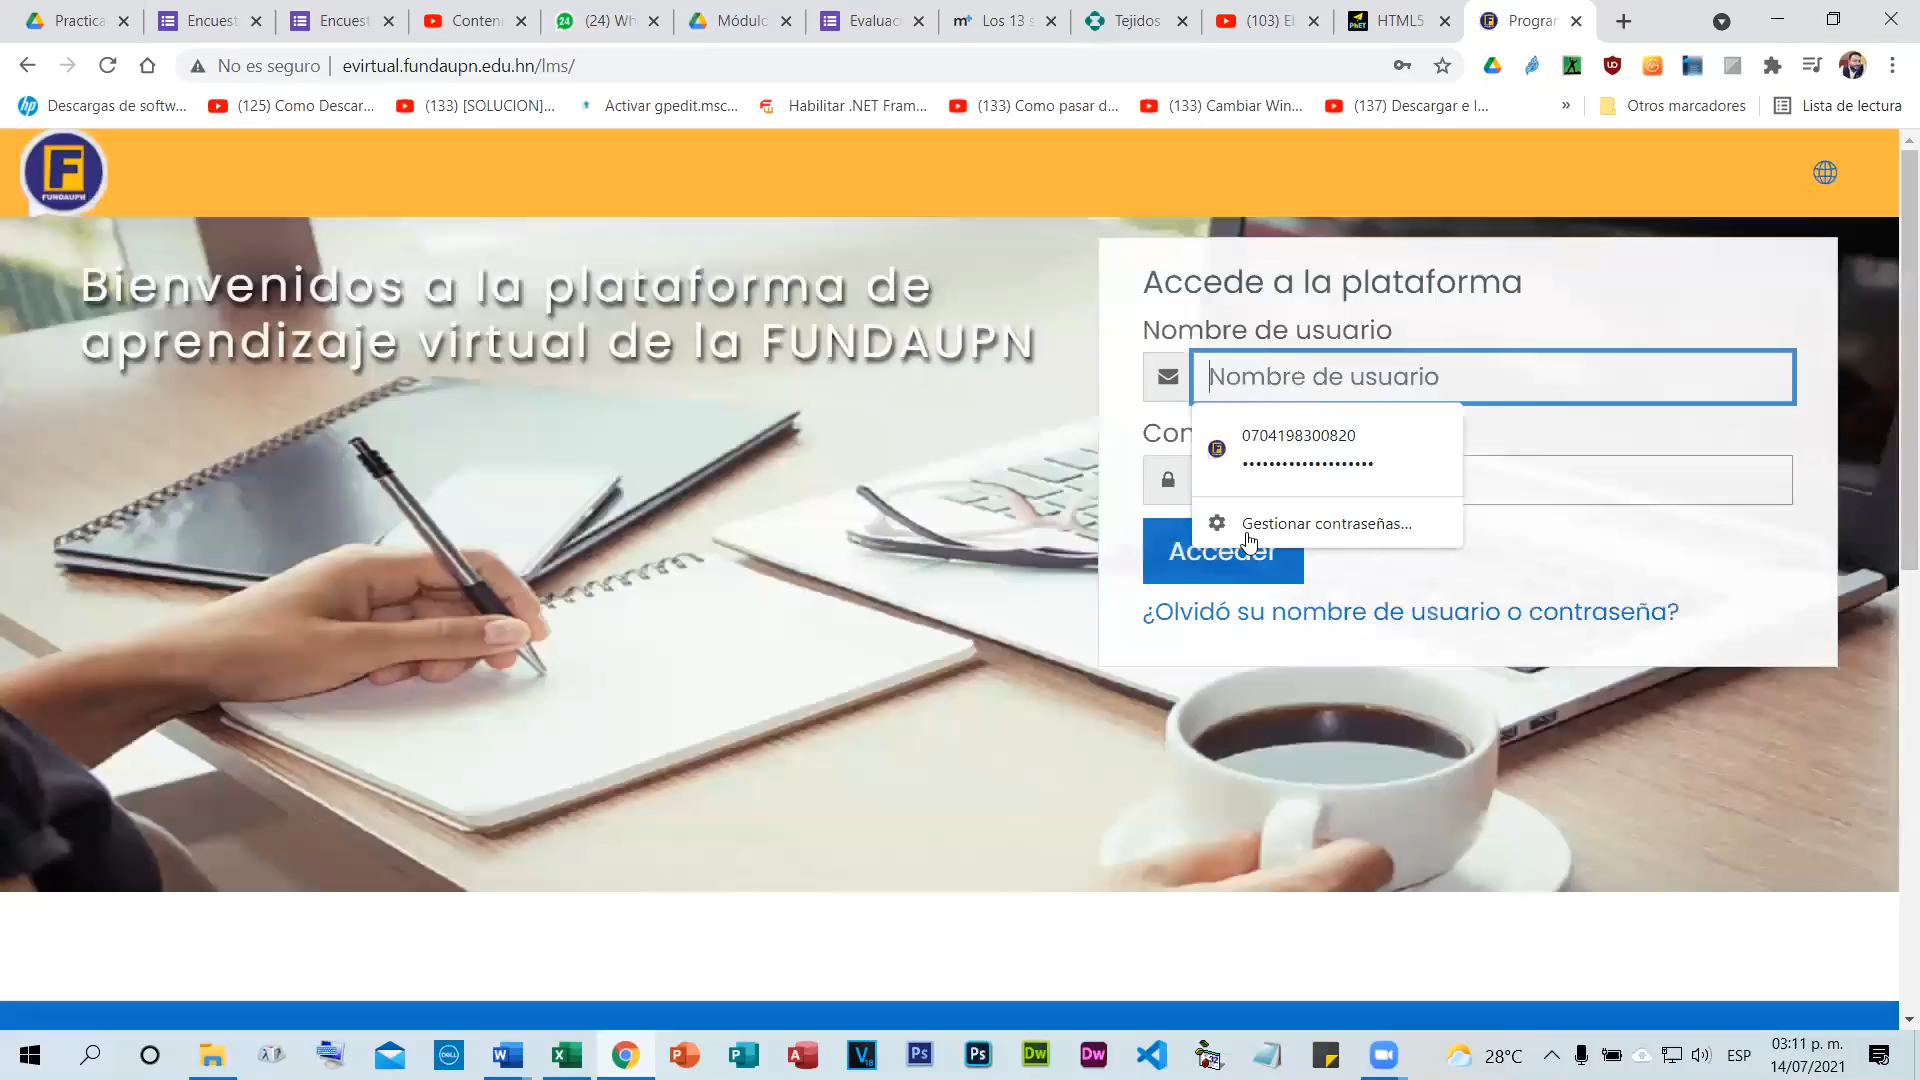 Practica
Encuest
Encuest
Conten
(24) Wh
Módulo
Evaluac
Los 13 s
Tejidos
(103) El
HTML5
Progran
No es seguro
evirtual.fundaupn.edu.hn/lms/
Descargas de softw...
(125) Como Descar...
(133) [SOLUCION]...
Activar gpedit.msc...
Habilitar .NET Fram...
(133) Como pasar d...
(133) Cambiar Win...
(137) Descargar e I...
»
Otros marcadores
Lista de lectura
F
FUNDAUPN
Bienvenidos a la plataforma de
aprendizaje virtual de la FUNDAUPN
Accede a la plataforma
Nombre de usuario
Nombre de usuario
Con
0704198300820
••••••••••••••••••••
Gestionar contraseñas...
Acceder
¿Olvidó su nombre de usuario o contraseña?
28°C
ESP
03:11 p. m.
14/07/2021